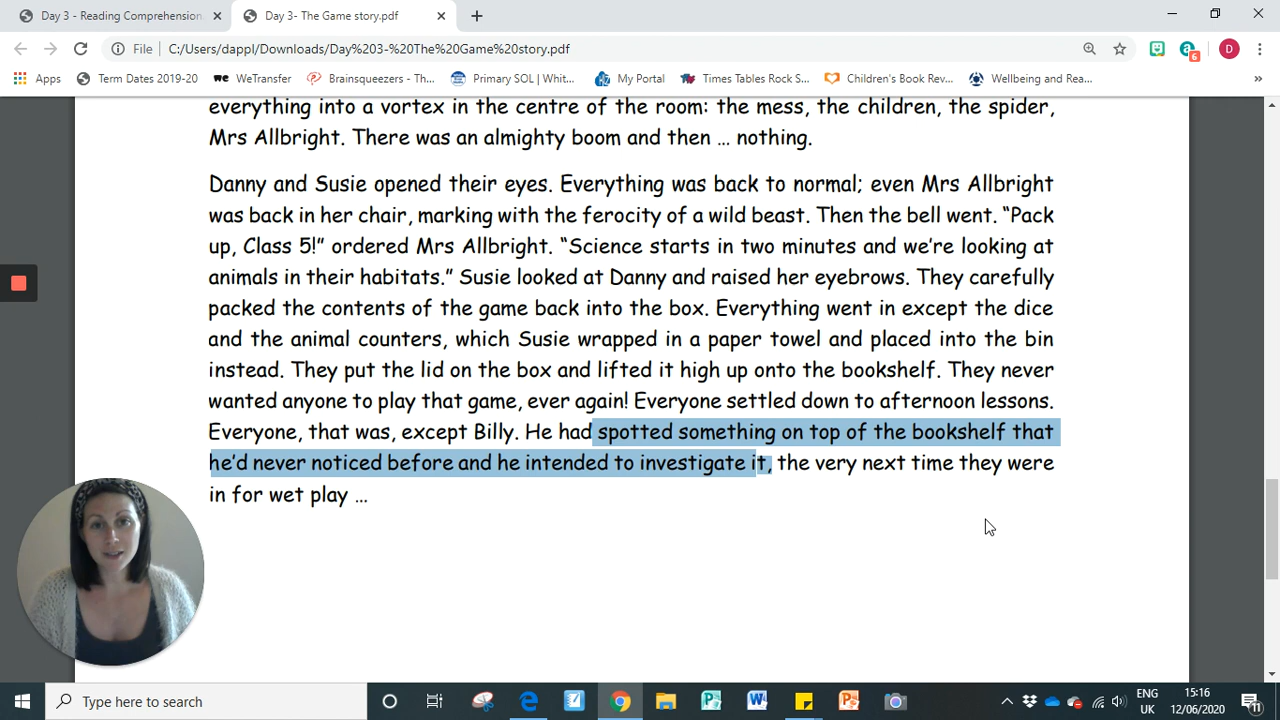 Day 3 - Reading Comprehension
Day 3- The Game story.pdf
File
C:/Users/dappl/Downloads/Day%203-%20The%20Game%20story.pdf
D
6
Apps
Term Dates 2019-20
WeTransfer
Brainsqueezers - Th...
Primary SOL | Whit...
My Portal
Times Tables Rock S...
Children's Book Rev...
Wellbeing and Rea...
everything into a vortex in the centre of the room: the mess, the children, the spider,
Mrs Allbright. There was an almighty boom and then … nothing.
Danny and Susie opened their eyes. Everything was back to normal; even Mrs Allbright
was back in her chair, marking with the ferocity of a wild beast. Then the bell went. “Pack
up, Class 5!” ordered Mrs Allbright. “Science starts in two minutes and we’re looking at
animals in their habitats.” Susie looked at Danny and raised her eyebrows. They carefully
packed the contents of the game back into the box. Everything went in except the dice
and the animal counters, which Susie wrapped in a paper towel and placed into the bin
instead. They put the lid on the box and lifted it high up onto the bookshelf. They never
wanted anyone to play that game, ever again! Everyone settled down to afternoon lessons.
Everyone, that was, except Billy. He had spotted something on top of the bookshelf that
he’d never noticed before and he intended to investigate it, the very next time they were
in for wet play …
Type here to search
ENG
UK
15:16
12/06/2020
11